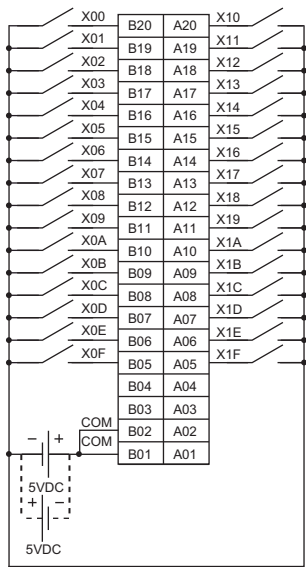 X00 B20 A20 X10
X01 B19 A19 X11
X02 B18 A18 X12
X03 B17 A17 X13
X04 B16 A16 X14
X05 B15 A15 X15
X06 B14 A14 X16
X07 B13 A13 X17
X08 B12 A12 X18
X09 B11 A11 X19
X0A B10 A10 X1A
X0B B09 A09 X1B
X0C B08 A08 X1C
X0D B07 A07 X1D
X0E B06 A06 X1E
X0F B05 A05 X1F
B04 A04
B03 A03
COM B02 A02
− + COM B01 A01
5VDC
+ −
5VDC